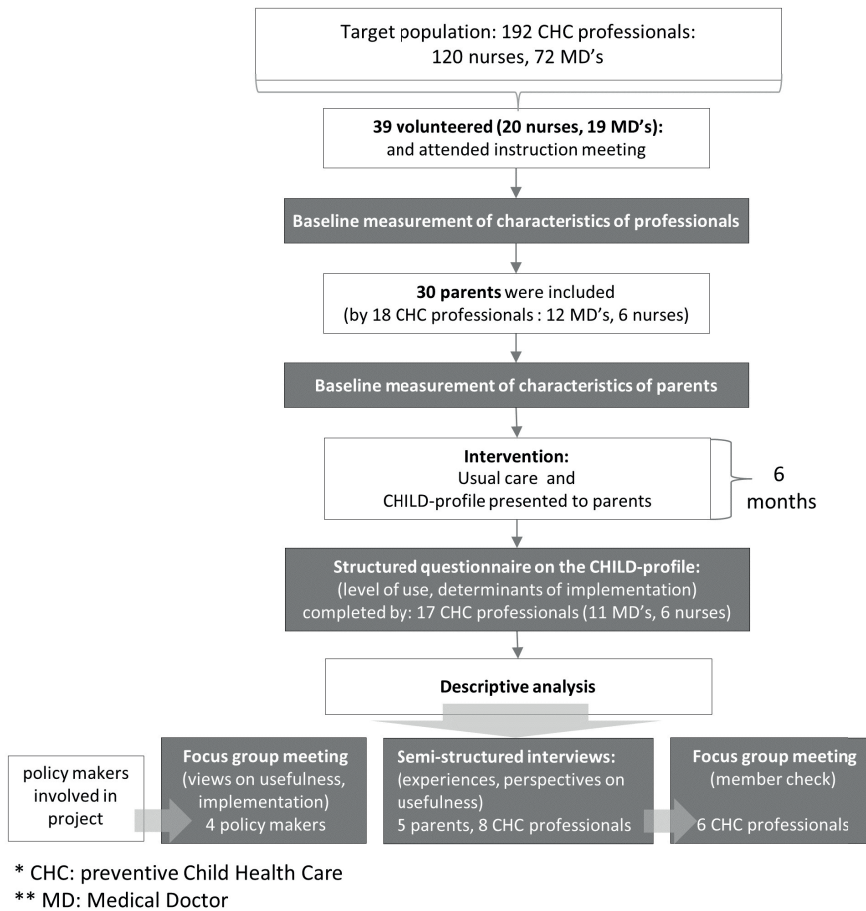 Target population: 192 CHC professionals:
120 nurses, 72 MD’s
39 volunteered (20 nurses, 19 MD’s):
and attended instruction meeting
Baseline measurement of characteristics of professionals
30 parents were included
(by 18 CHC professionals : 12 MD’s, 6 nurses)
Baseline measurement of characteristics of parents
Intervention:
Usual care and
CHILD-profile presented to parents
6
months
Structured questionnaire on the CHILD-profile:
(level of use, determinants of implementation)
completed by: 17 CHC professionals (11 MD’s, 6 nurses)
Descriptive analysis
policy makers
involved in
project
Focus group meeting
(views on usefulness,
implementation)
4 policy makers
Semi-structured interviews:
(experiences, perspectives on
usefulness)
5 parents, 8 CHC professionals
Focus group meeting
(member check)
6 CHC professionals
* CHC: preventive Child Health Care
** MD: Medical Doctor